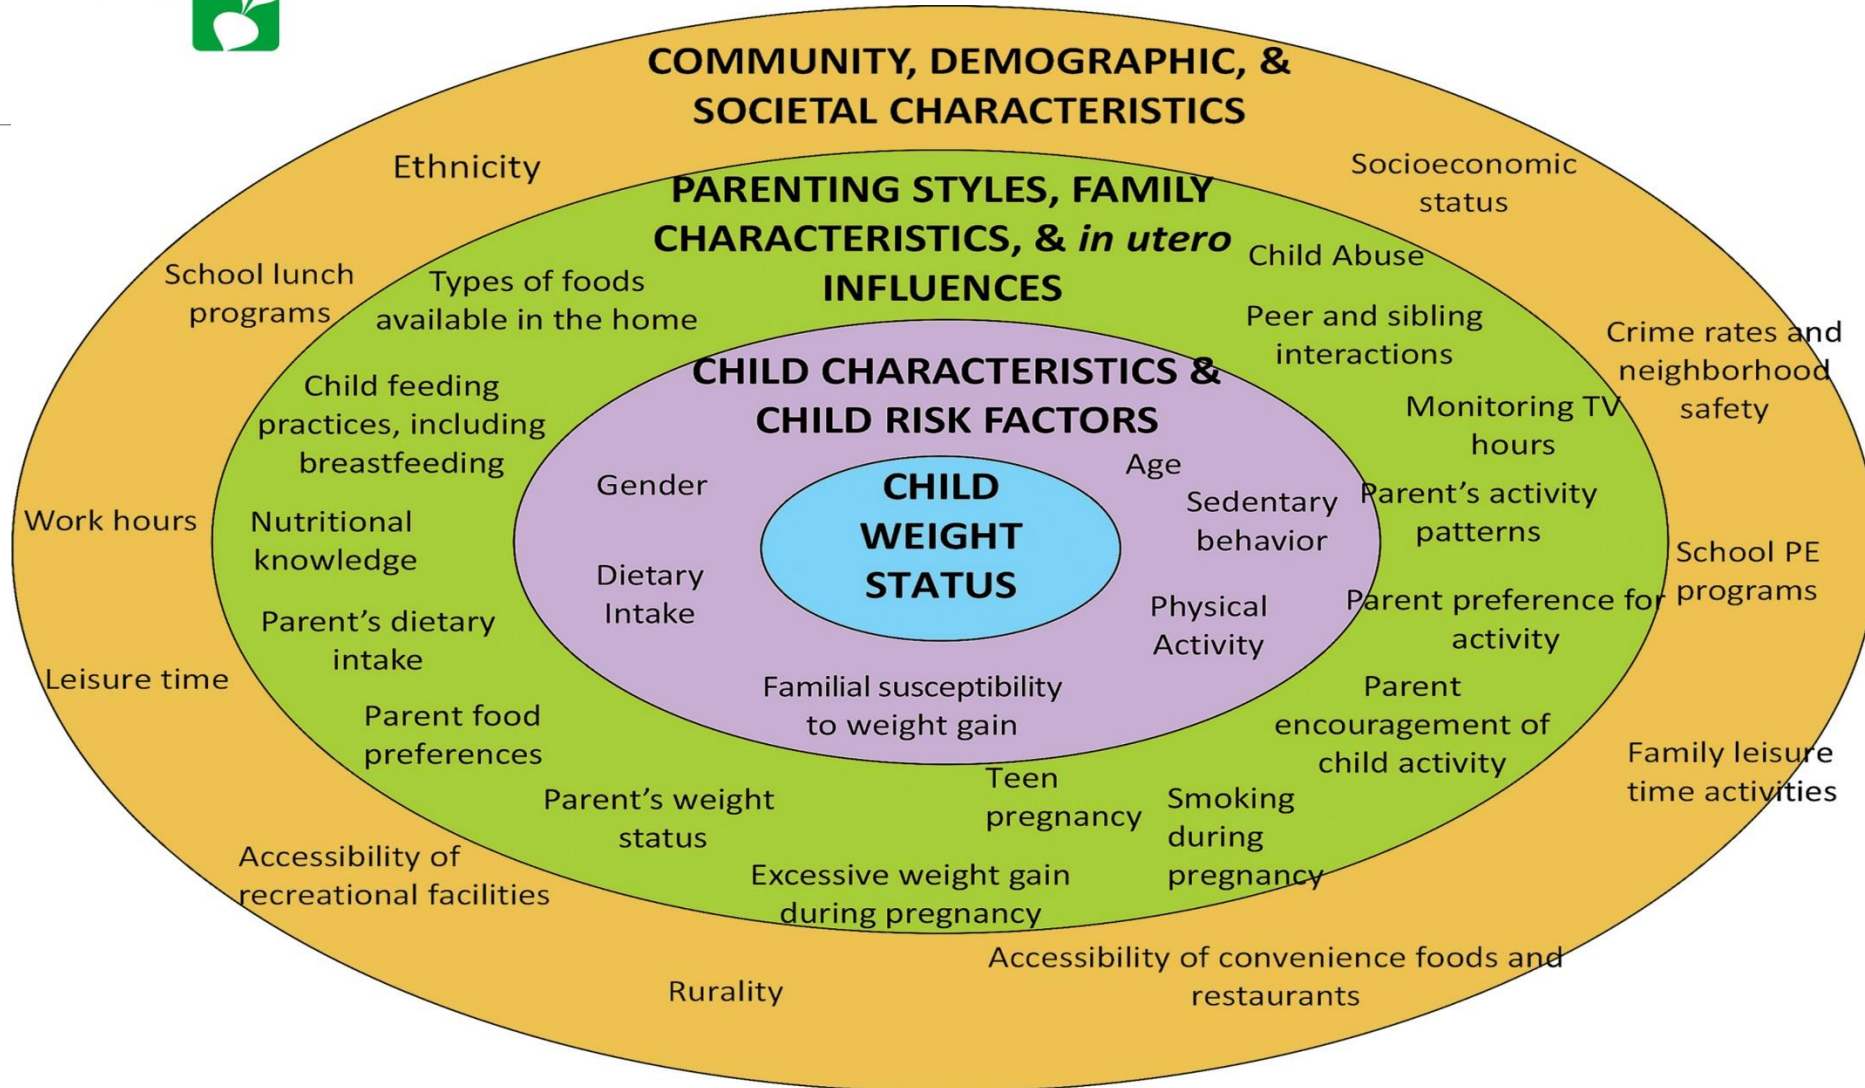 COMMUNITY, DEMOGRAPHIC, &
SOCIETAL CHARACTERISTICS
Ethnicity
Socioeconomic
status
School lunch
programs
Crime rates and
neighborhood
safety
Work hours
School PE
programs
Leisure time
Family leisure
time activities
Accessibility of
recreational facilities
Rurality
Accessibility of convenience foods and
restaurants
PARENTING STYLES, FAMILY
CHARACTERISTICS, & in utero
INFLUENCES
Types of foods
available in the home
Child Abuse
Peer and sibling
interactions
Child feeding
practices, including
breastfeeding
Monitoring TV
hours
Nutritional
knowledge
Parent’s activity
patterns
Parent’s dietary
intake
Parent preference for
activity
Parent food
preferences
Parent
encouragement of
child activity
Parent’s weight
status
Teen
pregnancy
Smoking
during
pregnancy
Excessive weight gain
during pregnancy
CHILD CHARACTERISTICS &
CHILD RISK FACTORS
Gender
Age
Sedentary
behavior
Dietary
Intake
Physical
Activity
Familial susceptibility
to weight gain
CHILD
WEIGHT
STATUS